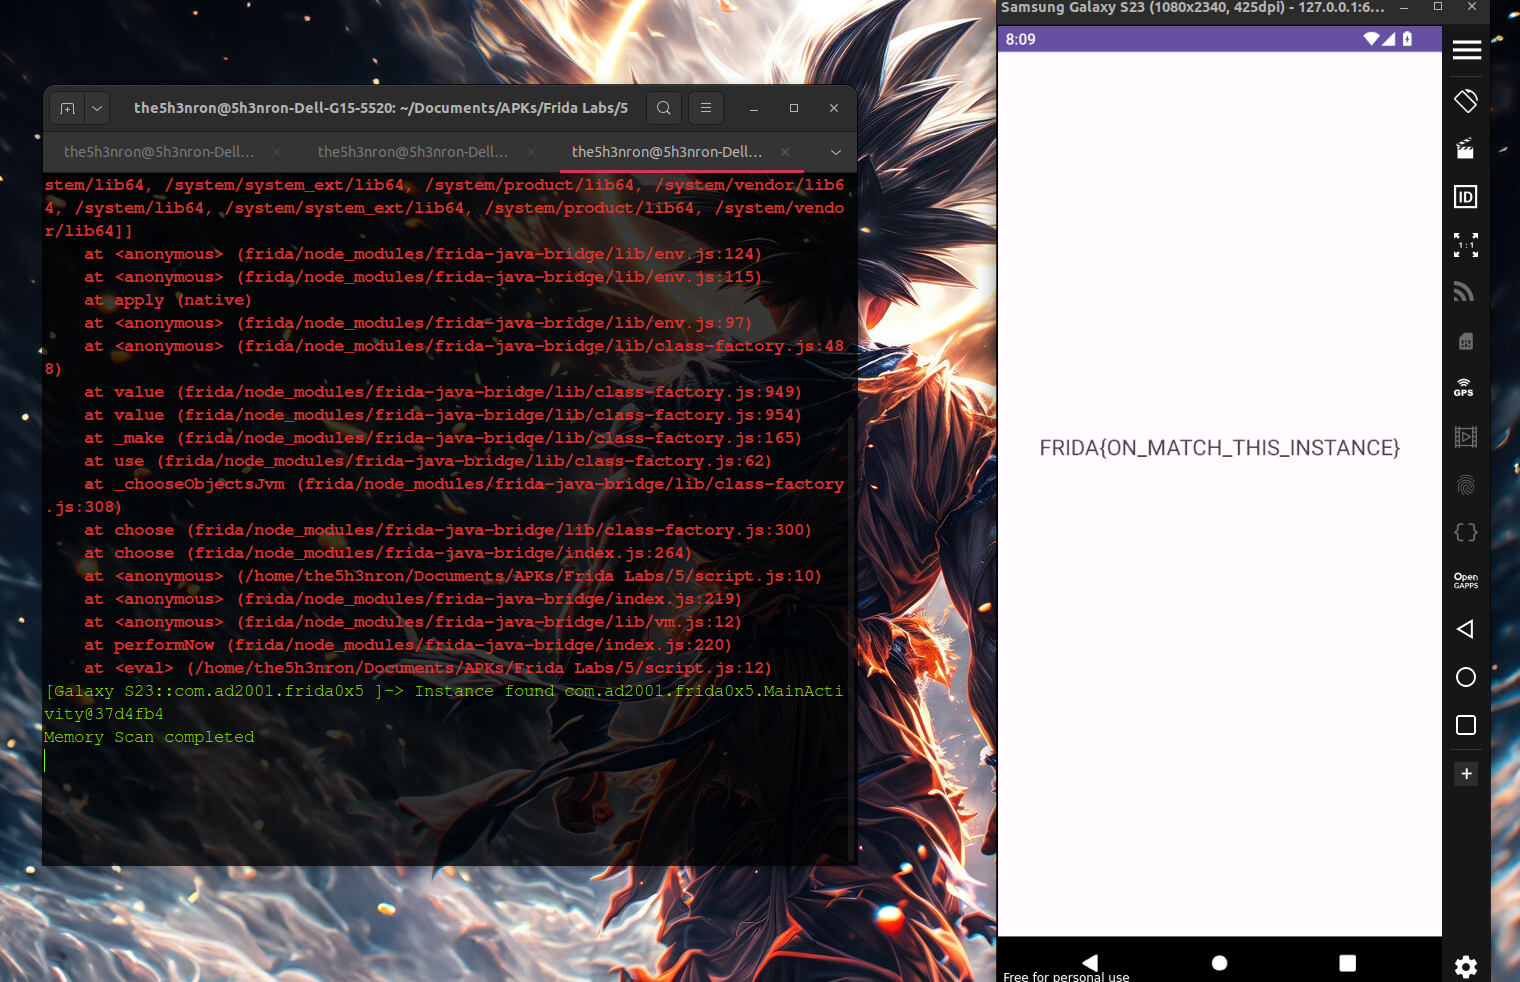 the5h3nron@5h3nron-Dell-G15-5520: ~/Documents/APKs/Frida Labs/5
the5h3nron@5h3nron-Dell... the5h3nron@5h3nron-Dell... the5h3nron@5h3nron-Dell...
stem/lib64, /system/system_ext/lib64, /system/product/lib64, /system/vendor/lib6
4, /system/lib64, /system/system_ext/lib64, /system/product/lib64, /system/vendo
r/lib64]]
at <anonymous> (frida/node_modules/frida-java-bridge/lib/env.js:124)
at <anonymous> (frida/node_modules/frida-java-bridge/lib/env.js:115)
at apply (native)
at <anonymous> (frida/node_modules/frida-java-bridge/lib/env.js:97)
at <anonymous> (frida/node_modules/frida-java-bridge/lib/class-factory.js:48
8)
at value (frida/node_modules/frida-java-bridge/lib/class-factory.js:949)
at value (frida/node_modules/frida-java-bridge/lib/class-factory.js:954)
at _make (frida/node_modules/frida-java-bridge/lib/class-factory.js:165)
at use (frida/node_modules/frida-java-bridge/lib/class-factory.js:62)
at _chooseObjectsJvm (frida/node_modules/frida-java-bridge/lib/class-factory
.js:308)
at choose (frida/node_modules/frida-java-bridge/lib/class-factory.js:300)
at choose (frida/node_modules/frida-java-bridge/index.js:264)
at <anonymous> (/home/the5h3nron/Documents/APKs/Frida Labs/5/script.js:10)
at <anonymous> (frida/node_modules/frida-java-bridge/index.js:219)
at <anonymous> (frida/node_modules/frida-java-bridge/lib/vm.js:12)
at performNow (frida/node_modules/frida-java-bridge/index.js:220)
at <eval> (/home/the5h3nron/Documents/APKs/Frida Labs/5/script.js:12)
[Galaxy S23::com.ad2001.frida0x5 ]-> Instance found com.ad2001.frida0x5.MainActi
vity@37d4fb4
Memory Scan completed
Samsung Galaxy S23 (1080x2340, 425dpi) - 127.0.0.1:6...
8:09
FRIDA{ON_MATCH_THIS_INSTANCE}
ID
1:1
GPS
Open
GAPPS
Free for personal use